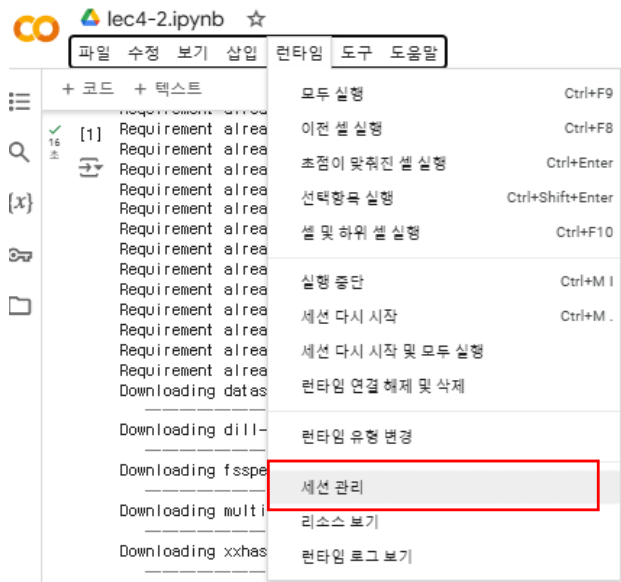 lec4-2.ipynb
파일 수정 보기 삽입 런타임 도구 도움말
+ 코드 + 텍스트
모두 실행 Ctrl+F9
이전 셀 실행 Ctrl+F8
초점이 맞춰진 셀 실행 Ctrl+Enter
선택항목 실행 Ctrl+Shift+Enter
셀 및 하위 셀 실행 Ctrl+F10
실행 중단 Ctrl+M I
세션 다시 시작 Ctrl+M .
세션 다시 시작 및 모두 실행
런타임 연결 해제 및 삭제
런타임 유형 변경
세션 관리
리소스 보기
런타임 로그 보기
16
초
[1]
{x}
Requirement alrea
Requirement alrea
Requirement alrea
Requirement alrea
Requirement alrea
Requirement alrea
Requirement alrea
Requirement alrea
Requirement alrea
Requirement alrea
Requirement alrea
Requirement alrea
Requirement alrea
Downloading datas
Downloading dill-
Downloading fsspe
Downloading multi
Downloading xxhas